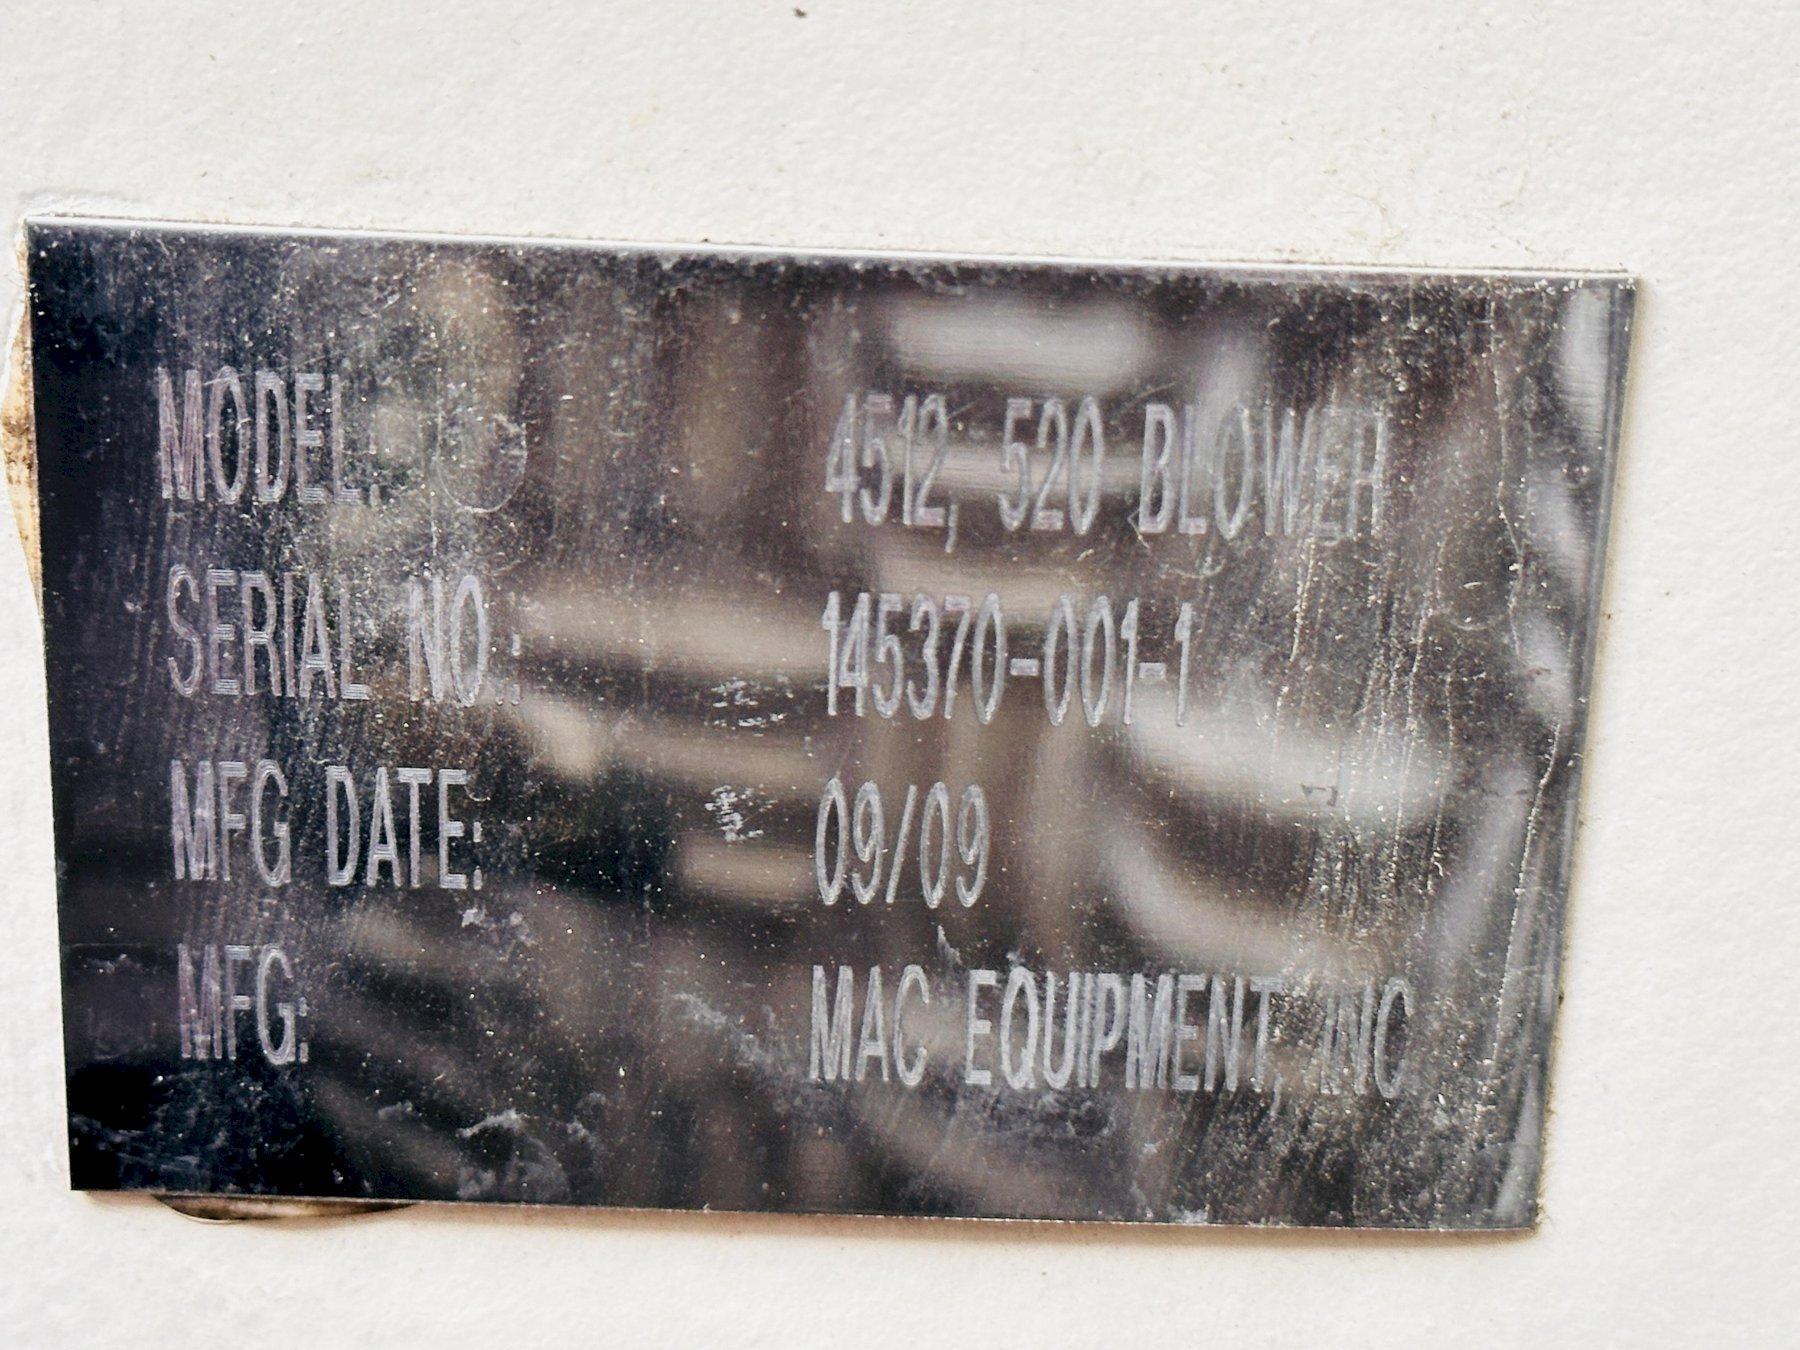 MODEL: 4512, 520 BLOWER
SERIAL NO.: 145370-001-1
MFG DATE: 09/09
MFG: MAC EQUIPMENT, INC